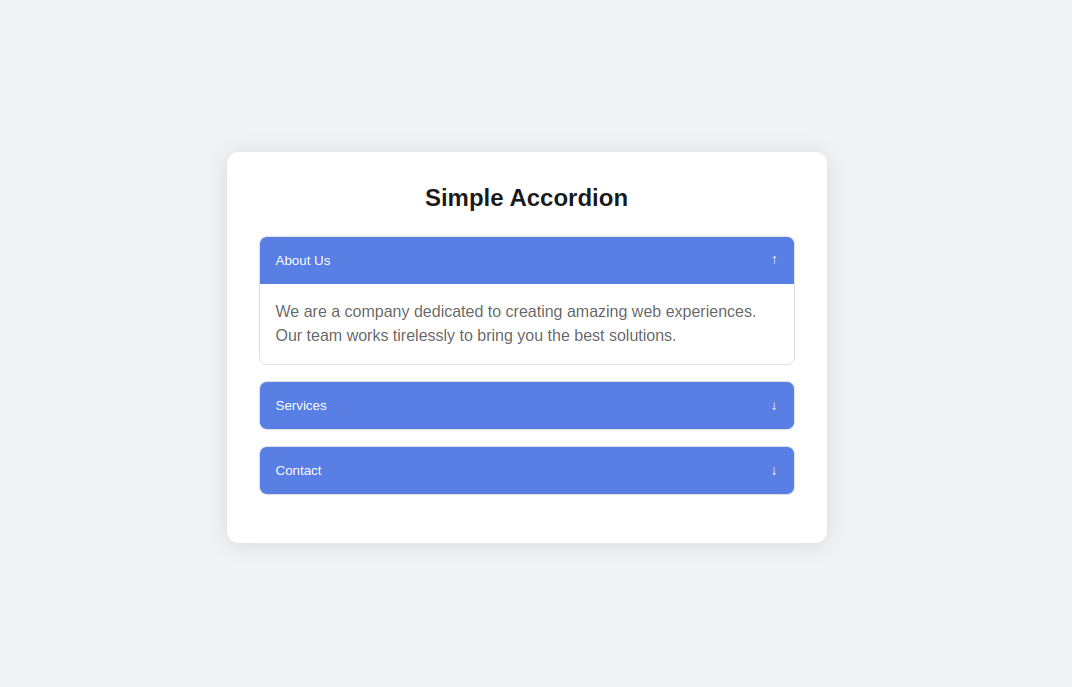 Simple Accordion
About Us ↑
We are a company dedicated to creating amazing web experiences.
Our team works tirelessly to bring you the best solutions.
Services ↓
Contact ↓